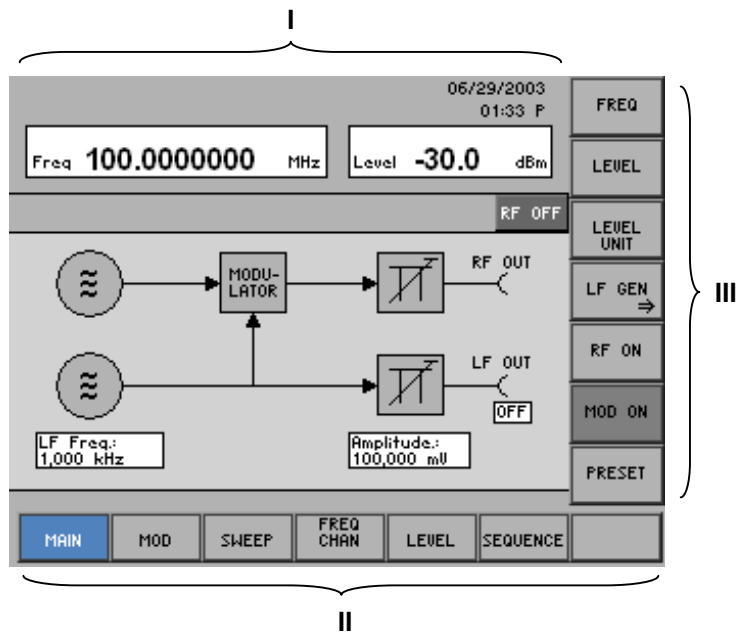 I
06/29/2003
01:33 P
Freq 100.0000000 MHz
Level -30.0 dBm
RF OFF
MODU-
LATOR
RF OUT
LF OUT
OFF
LF Freq.:
1,000 kHz
Amplitude.:
100,000 mV
FREQ
LEVEL
LEVEL
UNIT
LF GEN
⇒
RF ON
MOD ON
PRESET
III
MAIN
MOD
SWEEP
FREQ
CHAN
LEVEL
SEQUENCE
II